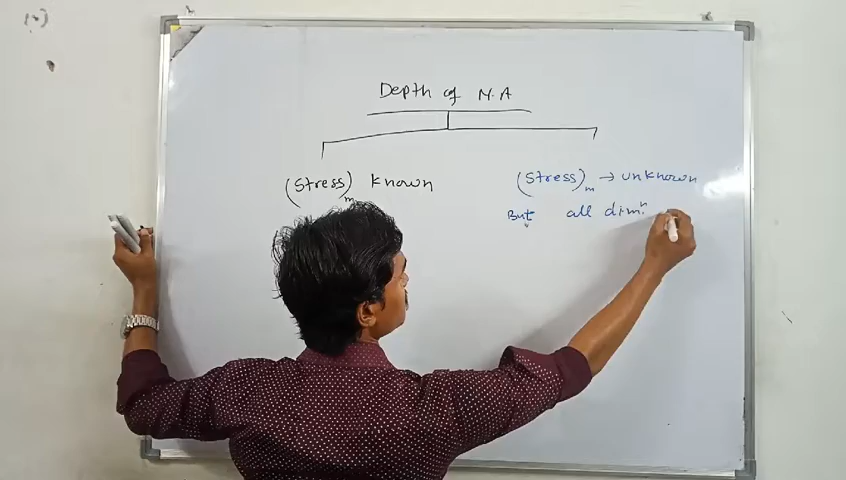 Depth of N.A
(Stress)m known
(Stress)m → unknown
But all dimn.